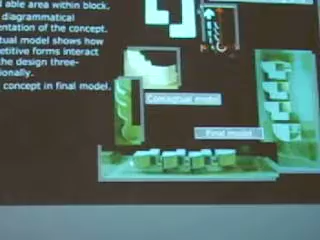 able area within block.
diagrammatical
entation of the concept.
tual model shows how
etitive forms interact
he design three-
ionally.
concept in final model.
Conceptual model
Final model